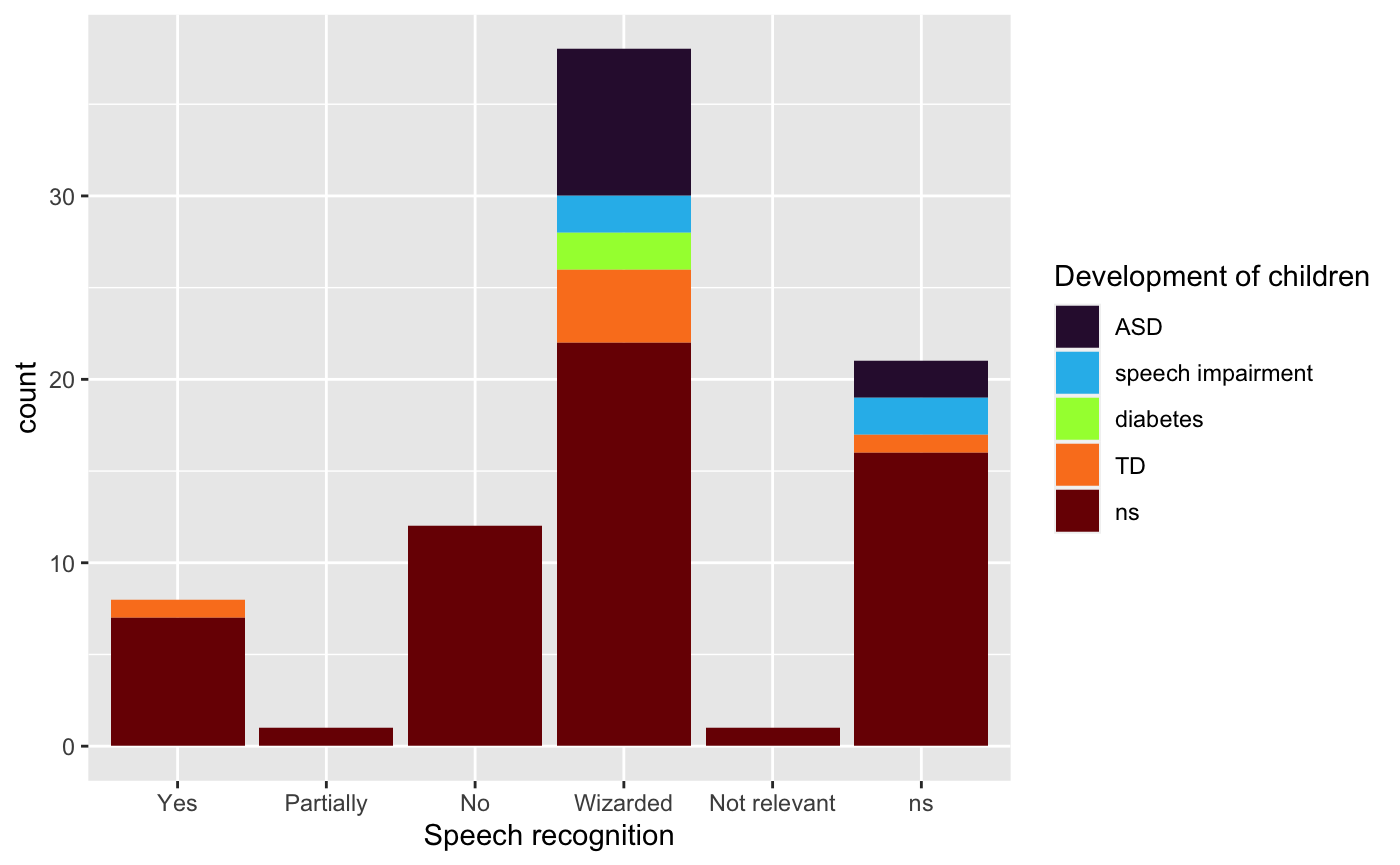 count
30
20
10
0
Yes Partially No Wizarded Not relevant ns
Speech recognition
Development of children
ASD
speech impairment
diabetes
TD
ns